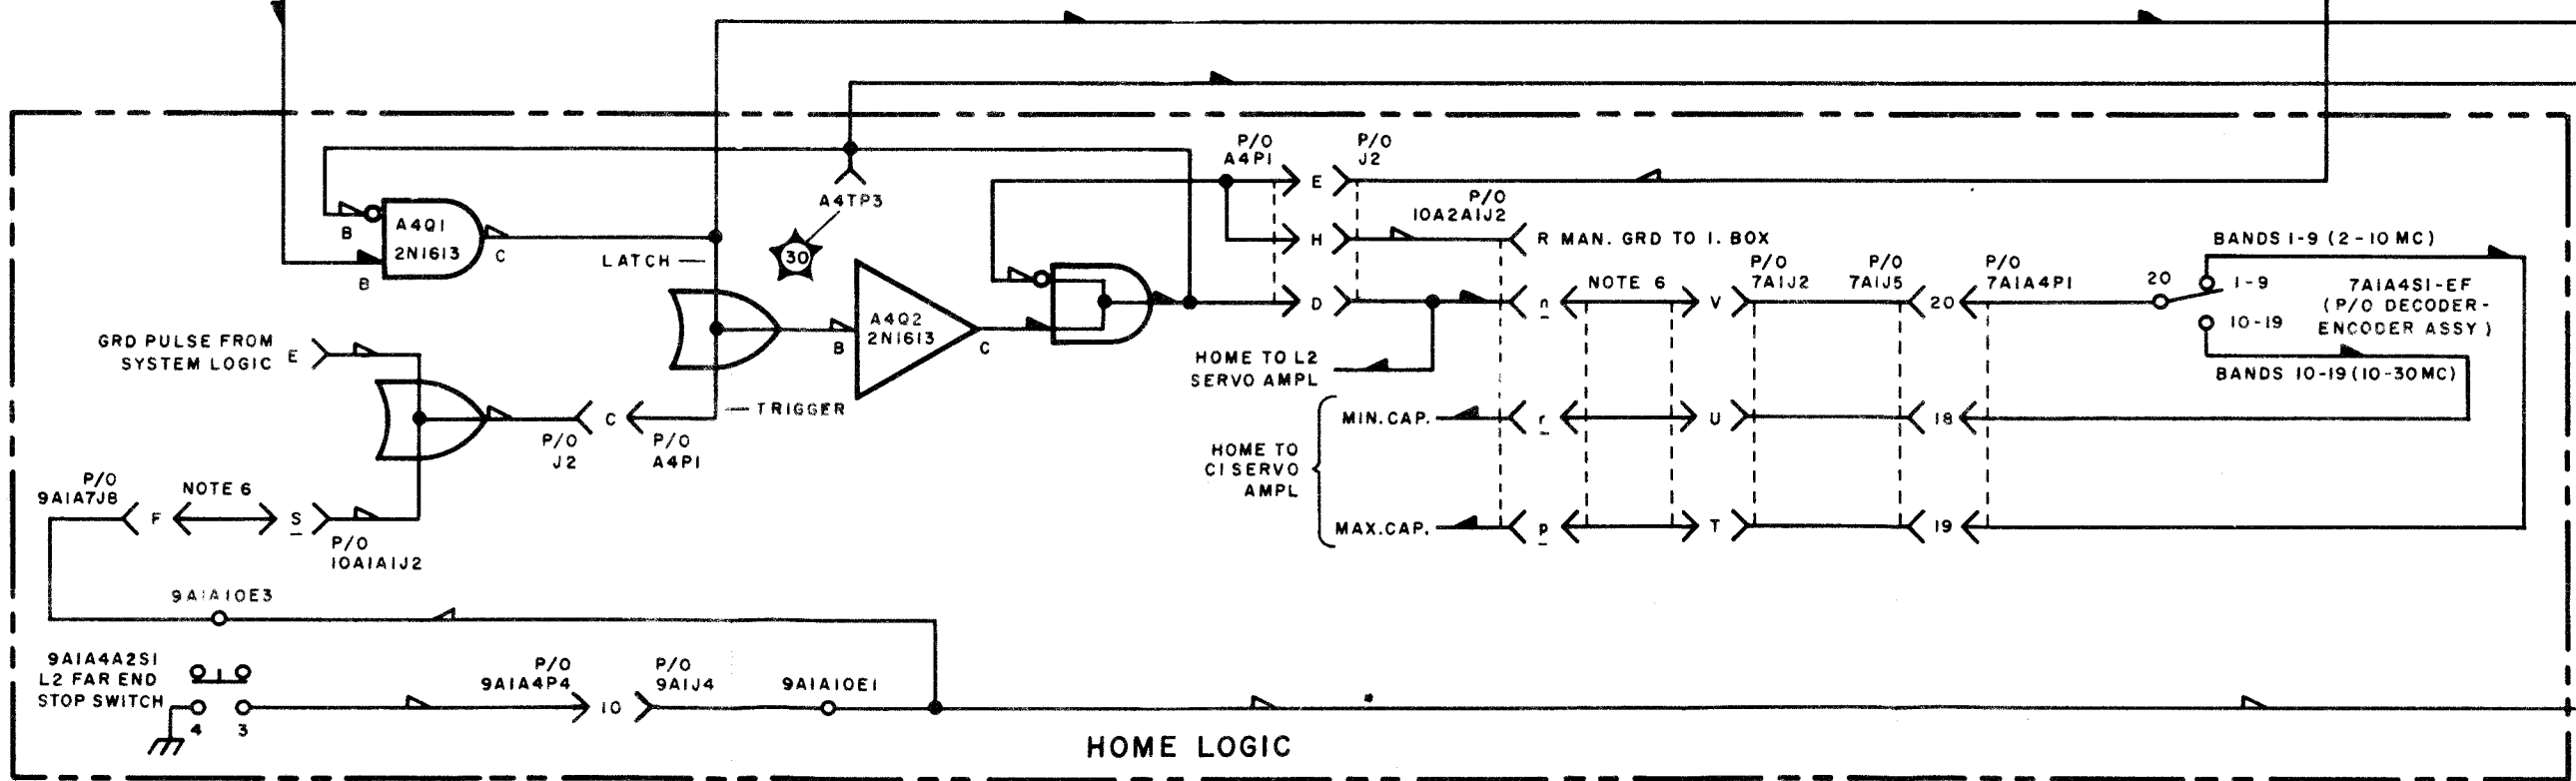 P/O
A4P1
P/O
J2
E
A4TP3
P/O
10A2A1J2
B
A4Q1
2N1613
C
B
LATCH
30
H
R MAN. GRD TO I. BOX
BANDS 1-9 (2-10 MC)
A4Q2
2N1613
B
C
D
n
NOTE 6
V
P/O
7A1J2
P/O
7A1J5
20
P/O
7A1A4P1
20
1-9
10-19
7A1A4S1-EF
(P/O DECODER-
ENCODER ASSY)
GRD PULSE FROM
SYSTEM LOGIC
E
HOME TO L2
SERVO AMPL
BANDS 10-19 (10-30MC)
TRIGGER
P/O
J2
C
P/O
A4P1
HOME TO
C1 SERVO
AMPL
MIN. CAP.
r
U
18
MAX. CAP.
p
T
19
P/O
9A1A7J8
F
NOTE 6
S
P/O
10A1A1J2
9A1A10E3
9A1A4A2S1
L2 FAR END
STOP SWITCH
4
3
P/O
9A1A4P4
10
P/O
9A1J4
9A1A10E1
HOME LOGIC